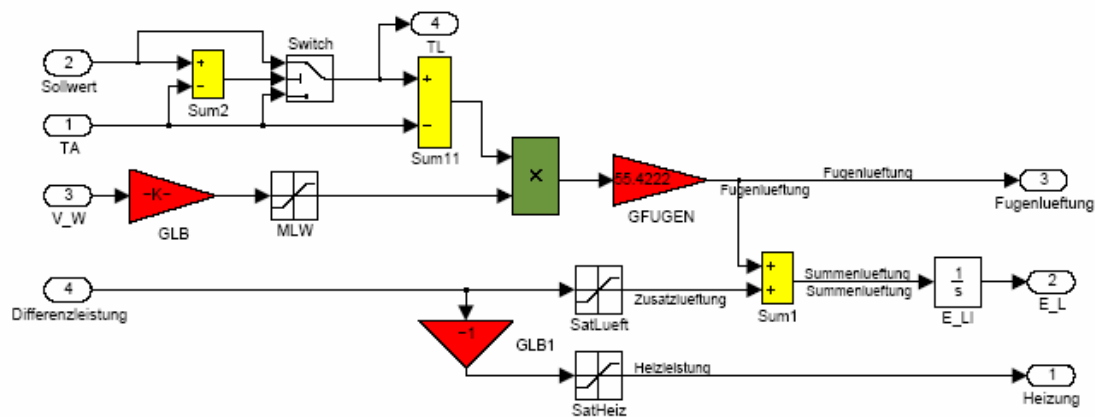 4
TL
Switch
2
Sollwert
+
−
Sum2
+
−
Sum11
1
TA
3
V_W
−K−
GLB
MLW
×
55.4222
GFUGEN
Fugenlueftung
Fugenlueftung
3
Fugenlueftung
4
Differenzleistung
SatLueft
Zusatzlueftung
+
+
Sum1
Summenlueftung
Summenlueftung
1
s
E_LI
2
E_L
−1
GLB1
SatHeiz
Heizleistung
1
Heizung